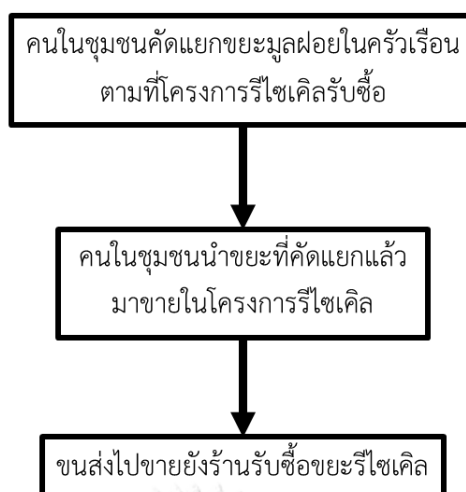 คนในชุมชนคัดแยกขยะมูลฝอยในครัวเรือน
ตามที่โครงการรีไซเคิลรับซื้อ
คนในชุมชนนำขยะที่คัดแยกแล้ว
มาขายในโครงการรีไซเคิล
ขนส่งไปขายยังร้านรับซื้อขยะรีไซเคิล